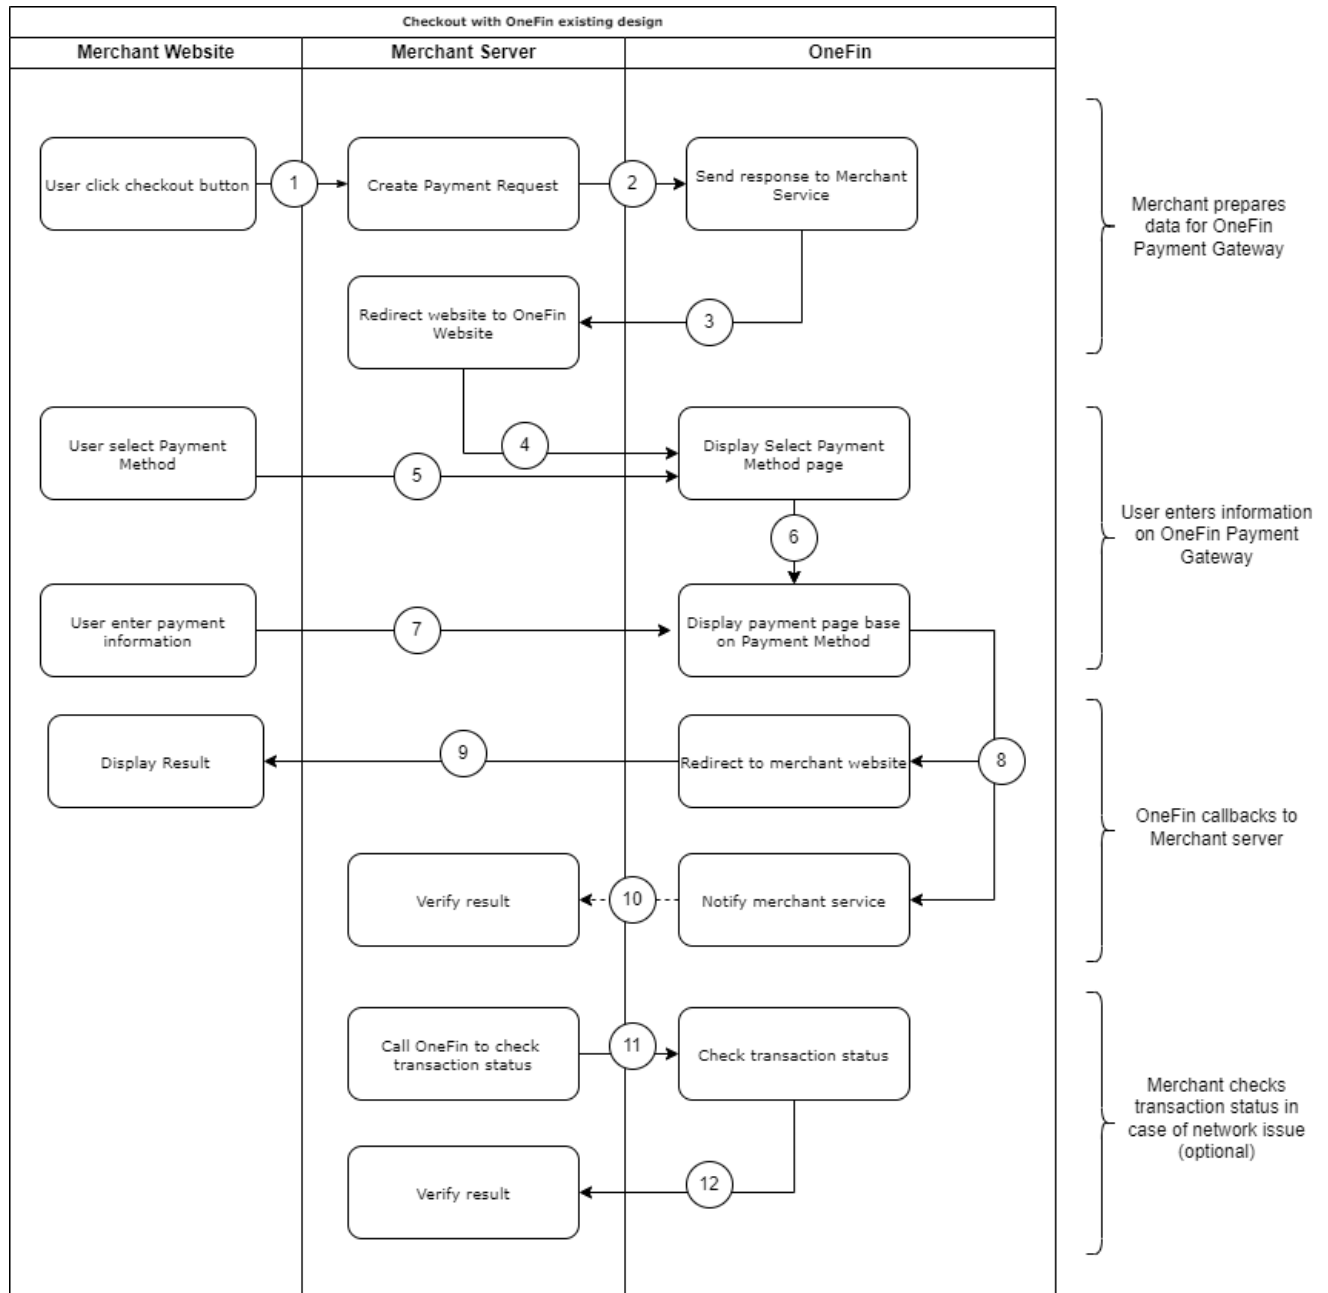 Checkout with OneFin existing design
Merchant Website
Merchant Server
OneFin
User click checkout button
1
Create Payment Request
2
Send response to Merchant
Service
Merchant prepares
data for OneFin
Payment Gateway
Redirect website to OneFin
Website
3
User select Payment
Method
4
5
Display Select Payment
Method page
6
User enters information
on OneFin Payment
Gateway
User enter payment
information
7
Display payment page base
on Payment Method
Display Result
9
Redirect to merchant website
8
OneFin callbacks to
Merchant server
Verify result
10
Notify merchant service
Call OneFin to check
transaction status
11
Check transaction status
Merchant checks
transaction status in
case of network issue
(optional)
Verify result
12